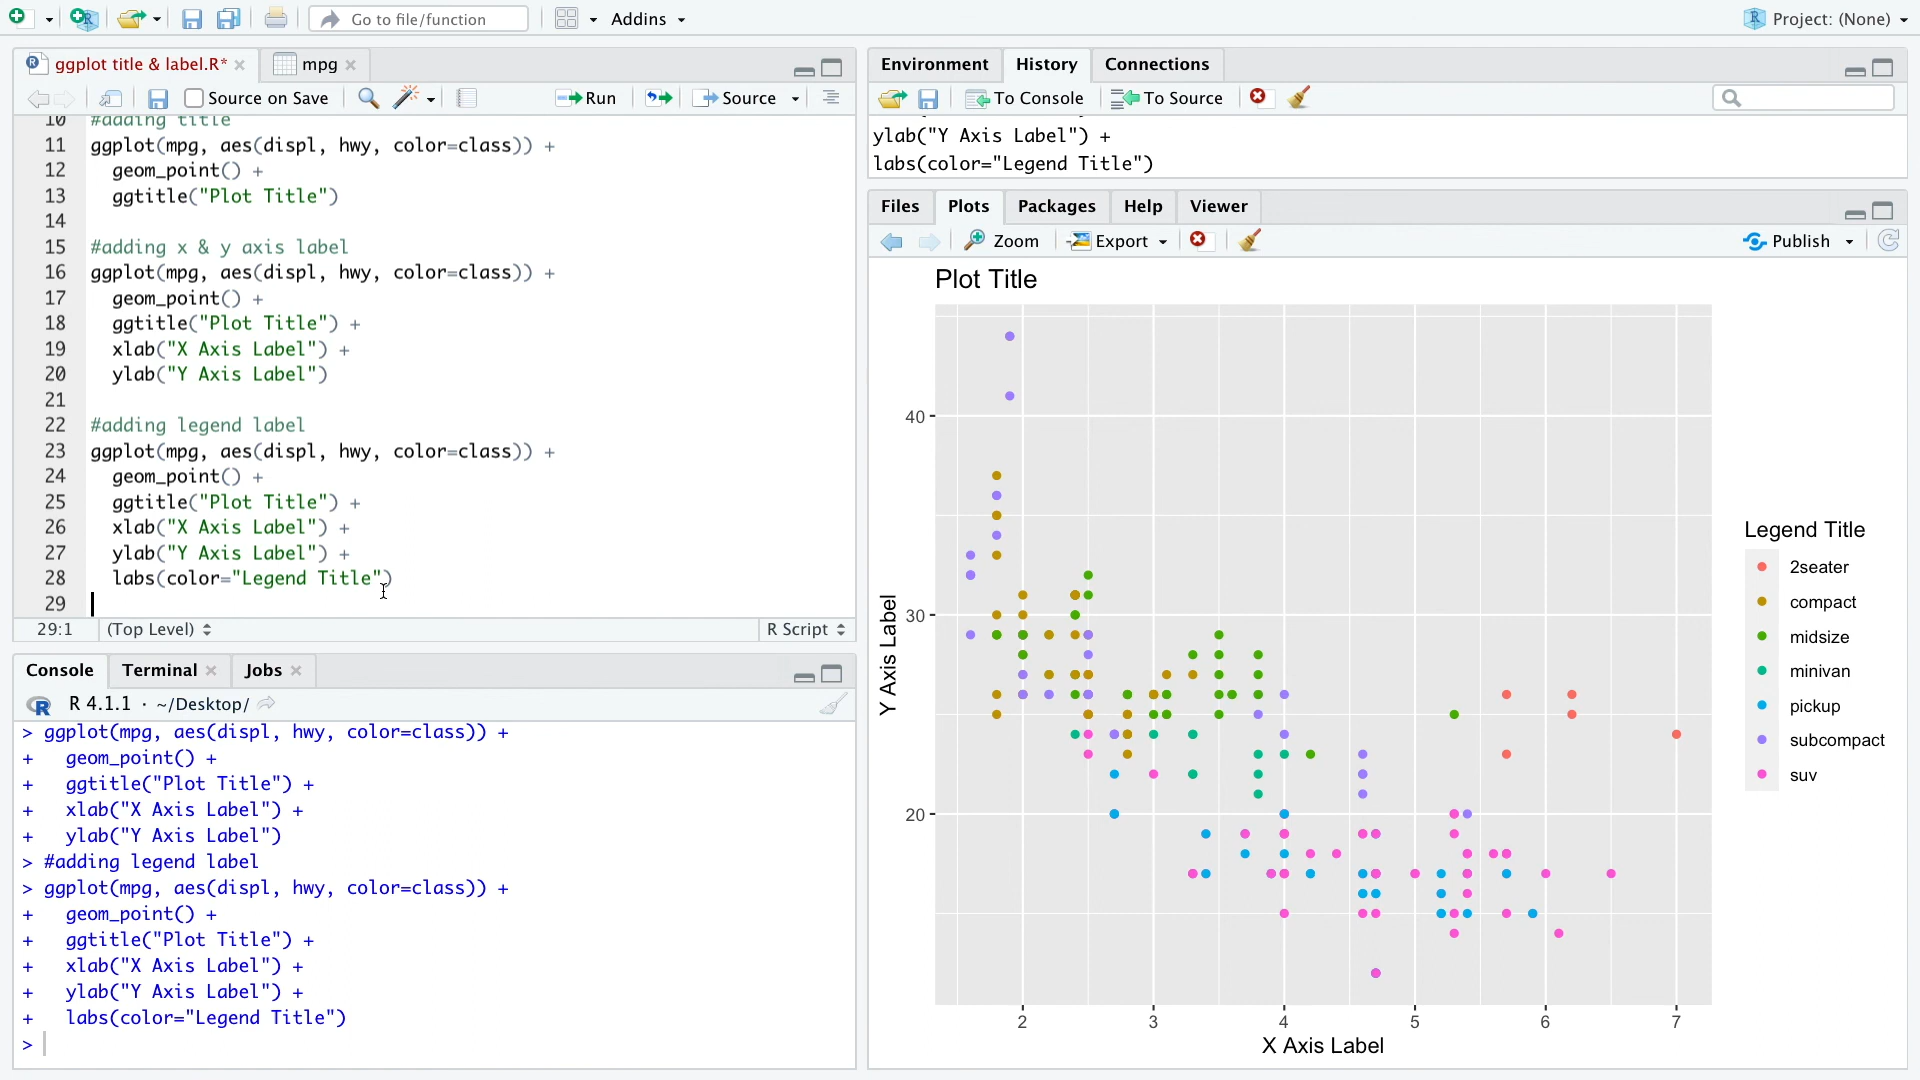 Go to file/function
Addins
Project: (None)
ggplot title & label.R*
mpg
Source on Save
Run
Source
10 #adding title
11 ggplot(mpg, aes(displ, hwy, color=class)) +
12 geom_point() +
13 ggtitle("Plot Title")
14
15 #adding x & y axis label
16 ggplot(mpg, aes(displ, hwy, color=class)) +
17 geom_point() +
18 ggtitle("Plot Title") +
19 xlab("X Axis Label") +
20 ylab("Y Axis Label")
21
22 #adding legend label
23 ggplot(mpg, aes(displ, hwy, color=class)) +
24 geom_point() +
25 ggtitle("Plot Title") +
26 xlab("X Axis Label") +
27 ylab("Y Axis Label") +
28 labs(color="Legend Title")
29
29:1 (Top Level) R Script
Console Terminal Jobs
R 4.1.1 · ~/Desktop/
> ggplot(mpg, aes(displ, hwy, color=class)) +
+ geom_point() +
+ ggtitle("Plot Title") +
+ xlab("X Axis Label") +
+ ylab("Y Axis Label")
> #adding legend label
> ggplot(mpg, aes(displ, hwy, color=class)) +
+ geom_point() +
+ ggtitle("Plot Title") +
+ xlab("X Axis Label") +
+ ylab("Y Axis Label") +
+ labs(color="Legend Title")
>
Environment History Connections
To Console To Source
ylab("Y Axis Label") +
labs(color="Legend Title")
Files Plots Packages Help Viewer
Zoom Export Publish
Plot Title
40
30
20
Y Axis Label
2 3 4 5 6 7
X Axis Label
Legend Title
2seater
compact
midsize
minivan
pickup
subcompact
suv